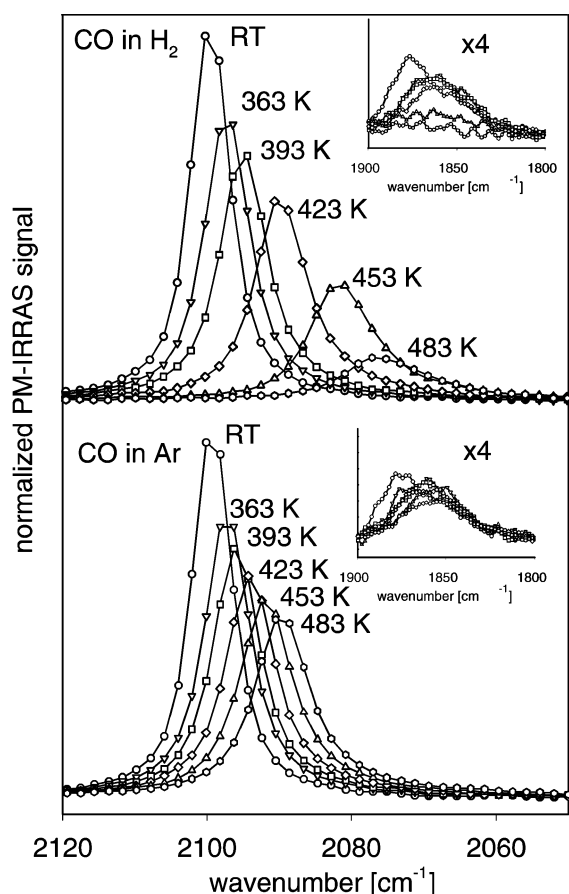 CO in H2 RT
x4
363 K
393 K
423 K
453 K
483 K
1900 1850 1800
wavenumber [cm -1]
normalized PM-IRRAS signal
CO in Ar RT
x4
363 K
393 K
423 K
453 K
483 K
1900 1850 1800
wavenumber [cm -1]
2120 2100 2080 2060
wavenumber [cm-1]